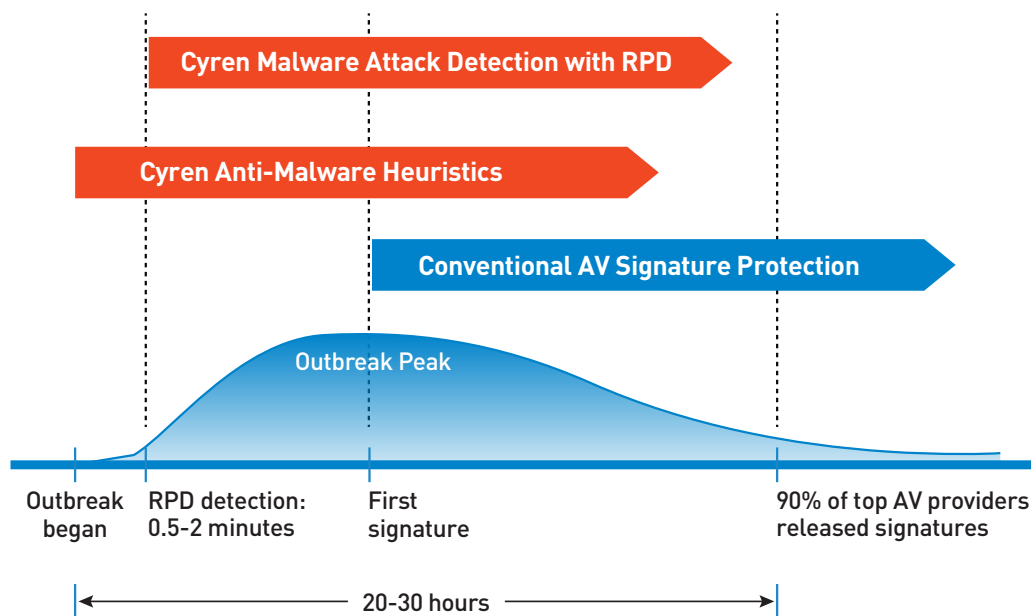 Cyren Malware Attack Detection with RPD
Cyren Anti-Malware Heuristics
Conventional AV Signature Protection
Outbreak Peak
Outbreak
began
RPD detection:
0.5-2 minutes
First
signature
90% of top AV providers
released signatures
20-30 hours